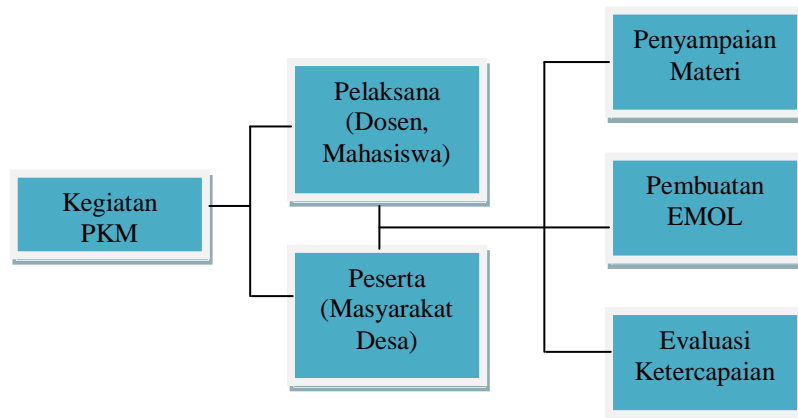 Kegiatan
PKM
Pelaksana
(Dosen,
Mahasiswa)
Peserta
(Masyarakat
Desa)
Penyampaian
Materi
Pembuatan
EMOL
Evaluasi
Ketercapaian